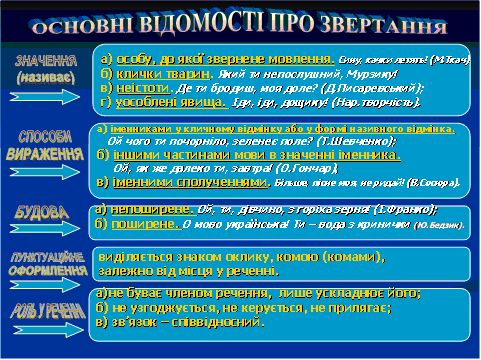 ОСНОВНІ ВІДОМОСТІ ПРО ЗВЕРТАННЯ
ЗНАЧЕННЯ
(називає)
а) особу, до якої звернене мовлення. Сину, качки летять! (М.Ткач)
б) клички тварин. Який ти непослушний, Мурзику!
в) неістоти. Де ти бродиш, моя доле? (Д.Писаревський);
г) уособлені явища. Іди, іди, дощику! (Нар.творчість).
СПОСОБИ
ВИРАЖЕННЯ
а) іменниками у кличному відмінку або у формі називного відмінка.
Ой чого ти почорніло, зеленеє поле? (Т.Шевченко);
б) іншими частинами мови в значенні іменника.
Ой, як же далеко ти, завтра! (О.Гончар),
в) іменними сполученнями. Більше, пісне моя, не ридай! (В.Сосюра).
БУДОВА
а) непоширене. Ой, ти, дівчино, з горіха зерня! (І.Франко);
б) поширене. О мово українська! Ти – вода з кринички (Ю.Бедзик).
ПУНКТУАЦІЙНЕ
ОФОРМЛЕННЯ
виділяється знаком оклику, комою (комами),
залежно від місця у реченні.
РОЛЬ У РЕЧЕННІ
а)не буває членом речення, лише ускладнює його;
б) не узгоджується, не керується, не прилягає;
в) зв'язок – співвідносний.